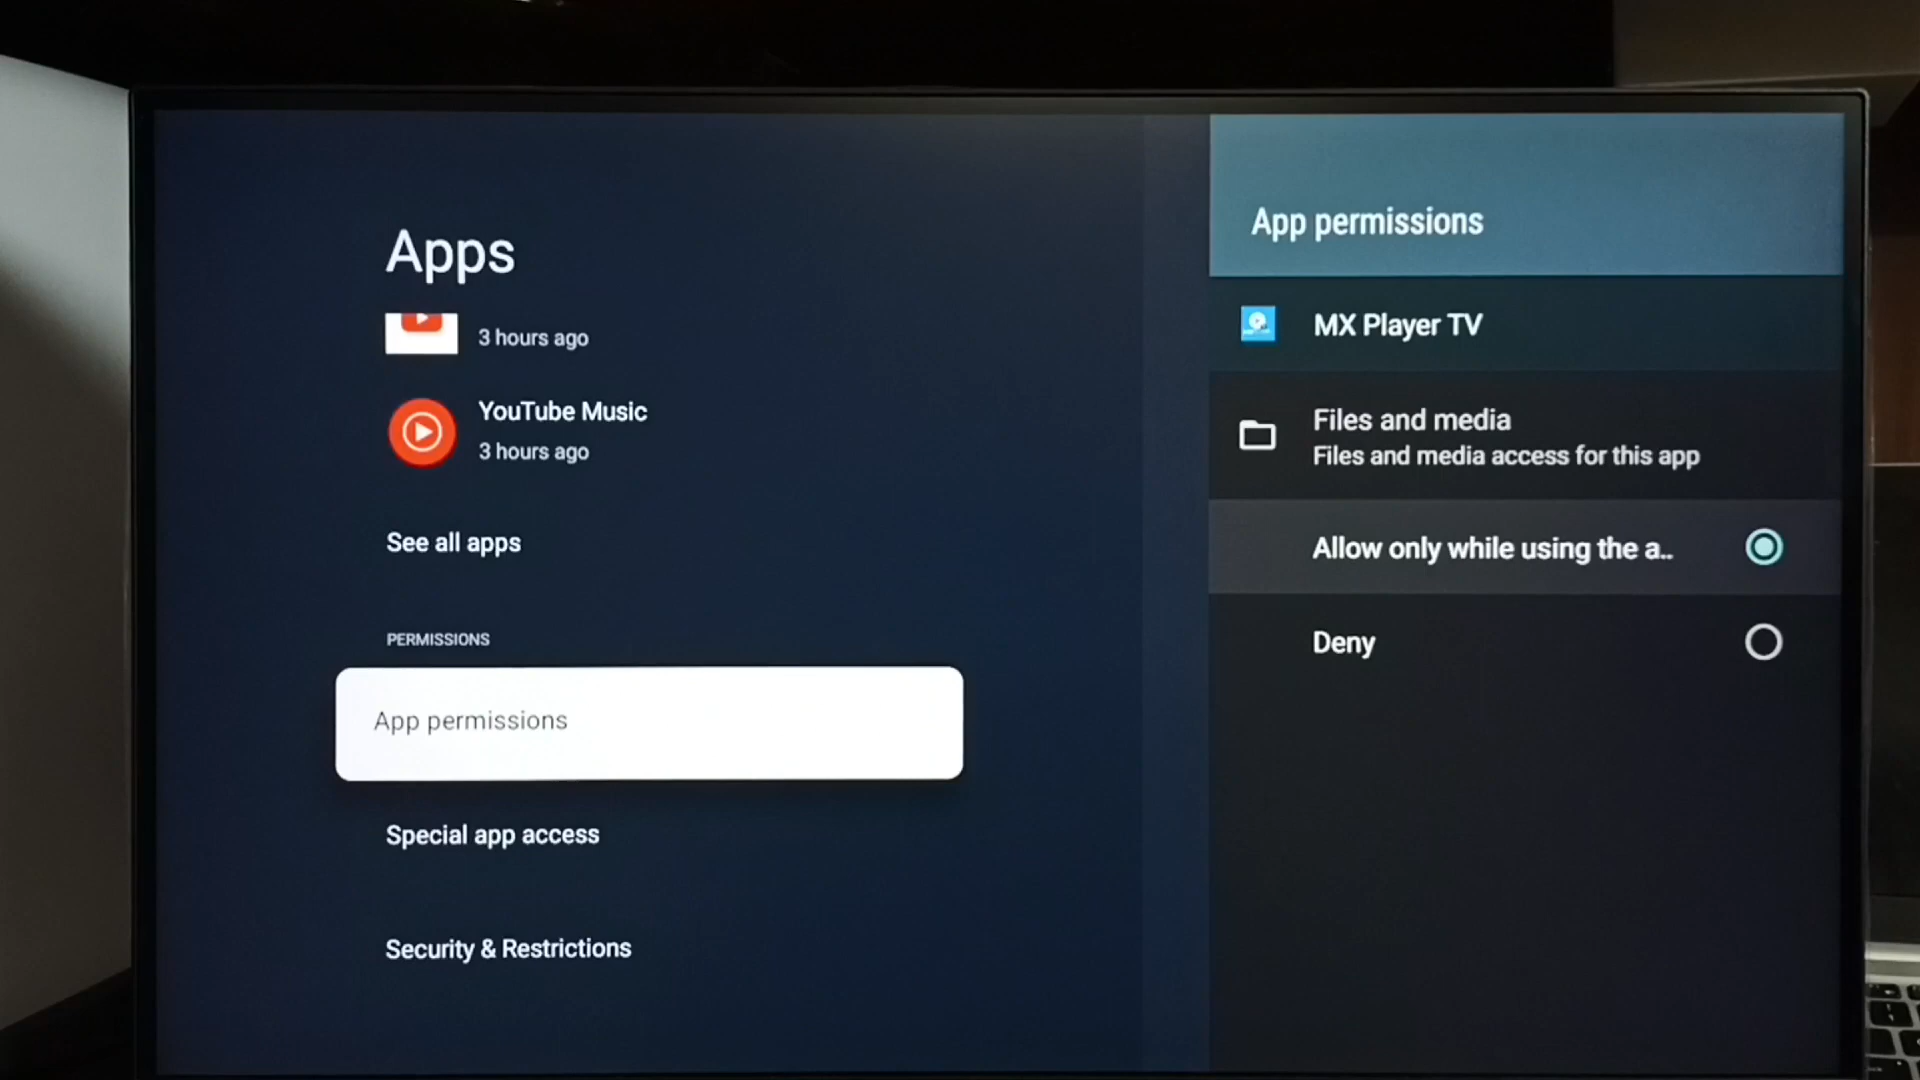 Apps
3 hours ago
YouTube Music
3 hours ago
See all apps
PERMISSIONS
App permissions
Special app access
Security & Restrictions
App permissions
MX Player TV
Files and media
Files and media access for this app
Allow only while using the a..
Deny